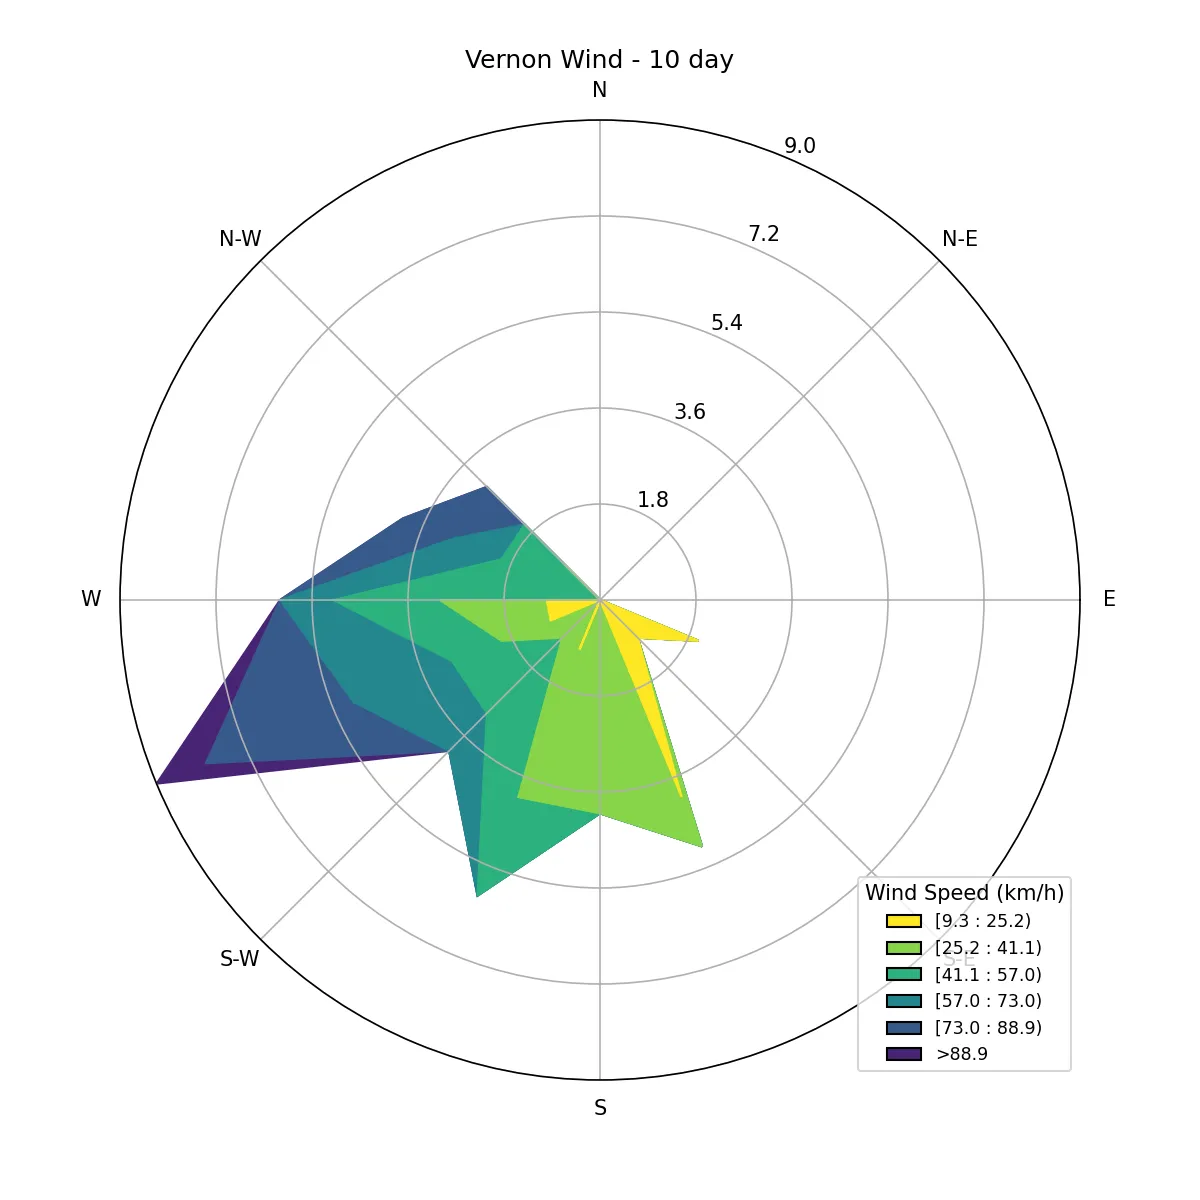 Vernon Wind - 10 day
N
9.0
N-W
N-E
7.2
5.4
3.6
1.8
W
E
S-W
S-E
S
Wind Speed (km/h)
[9.3 : 25.2)
[25.2 : 41.1)
[41.1 : 57.0)
[57.0 : 73.0)
[73.0 : 88.9)
>88.9